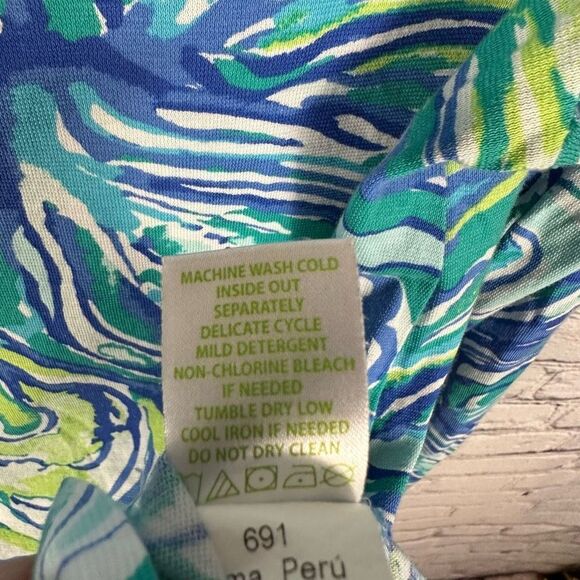 MACHINE WASH COLD
INSIDE OUT
SEPARATELY
DELICATE CYCLE
MILD DETERGENT
NON-CHLORINE BLEACH
IF NEEDED
TUMBLE DRY LOW
COOL IRON IF NEEDED
DO NOT DRY CLEAN
691
Perú